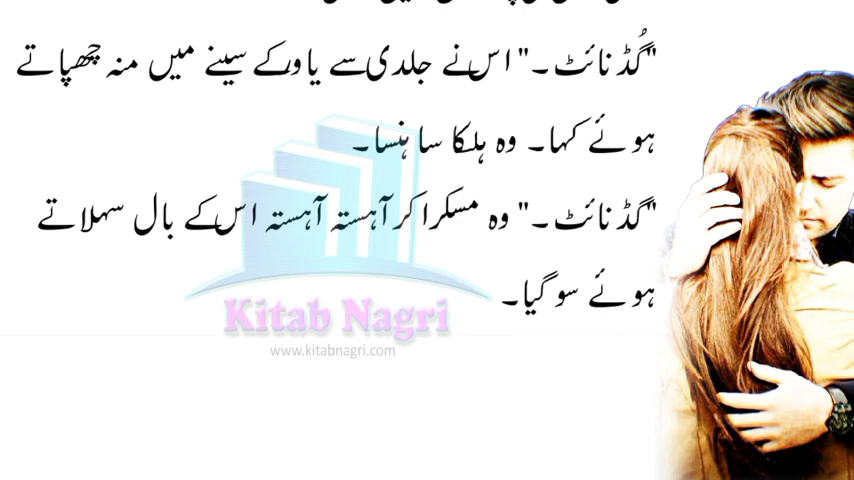 "گُڈ نائٹ۔" اس نے جلدی سے یاور کے سینے میں منہ چھپاتے
ہوئے کہا۔ وہ ہلکا سا ہنسا۔
"گڈ نائٹ۔" وہ مسکرا کر آہستہ آہستہ اس کے بال سہلاتے
ہوئے سو گیا۔
Kitab Nagri
www.kitabnagri.com